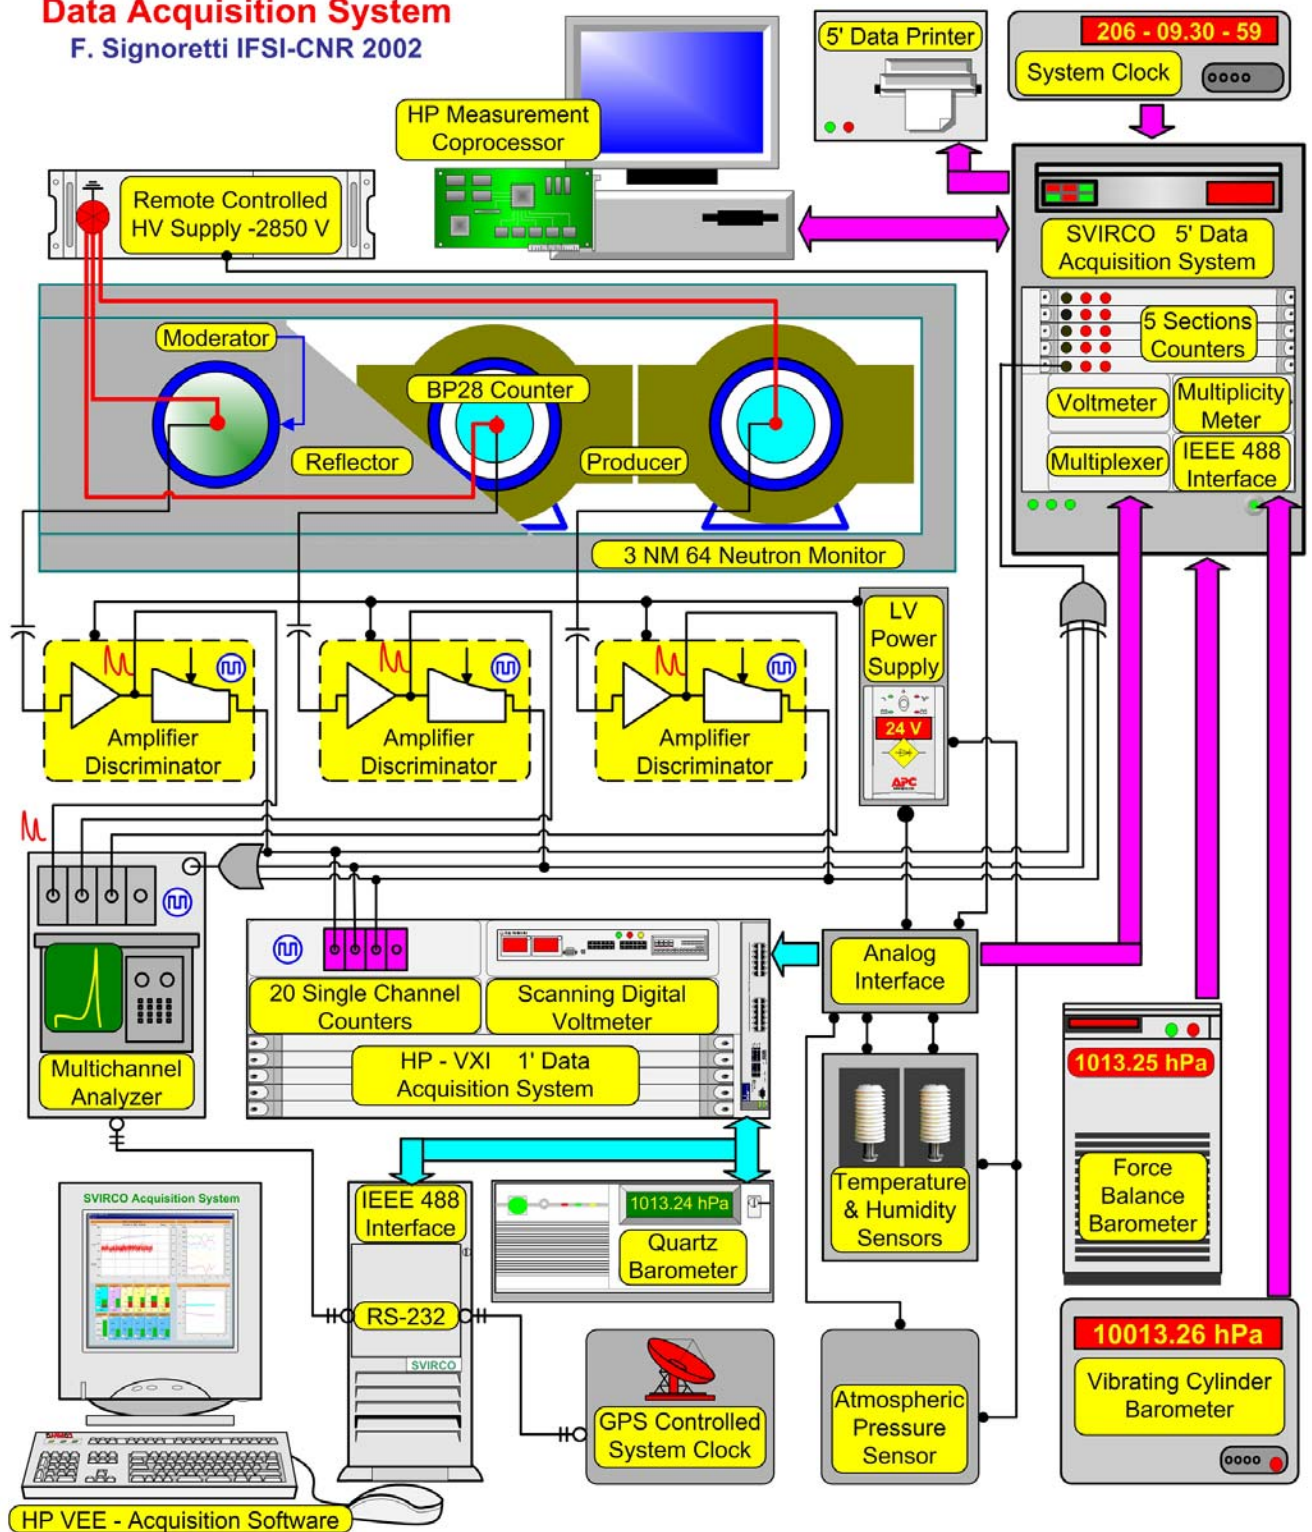 Data Acquisition System
F. Signoretti IFSI-CNR 2002
5' Data Printer
206 - 09.30 - 59
System Clock
HP Measurement
Coprocessor
Remote Controlled
HV Supply -2850 V
SVIRCO 5' Data
Acquisition System
5 Sections
Counters
Voltmeter
Multiplicity
Meter
Multiplexer
IEEE 488
Interface
Moderator
BP28 Counter
Reflector
Producer
3 NM 64 Neutron Monitor
LV
Power
Supply
24 V
APC
Amplifier
Discriminator
Amplifier
Discriminator
Amplifier
Discriminator
Multichannel
Analyzer
20 Single Channel
Counters
Scanning Digital
Voltmeter
HP - VXI 1' Data
Acquisition System
Analog
Interface
1013.25 hPa
Force
Balance
Barometer
Temperature
& Humidity
Sensors
SVIRCO Acquisition System
IEEE 488
Interface
1013.24 hPa
Quartz
Barometer
RS-232
SVIRCO
GPS Controlled
System Clock
Atmospheric
Pressure
Sensor
10013.26 hPa
Vibrating Cylinder
Barometer
HP VEE - Acquisition Software